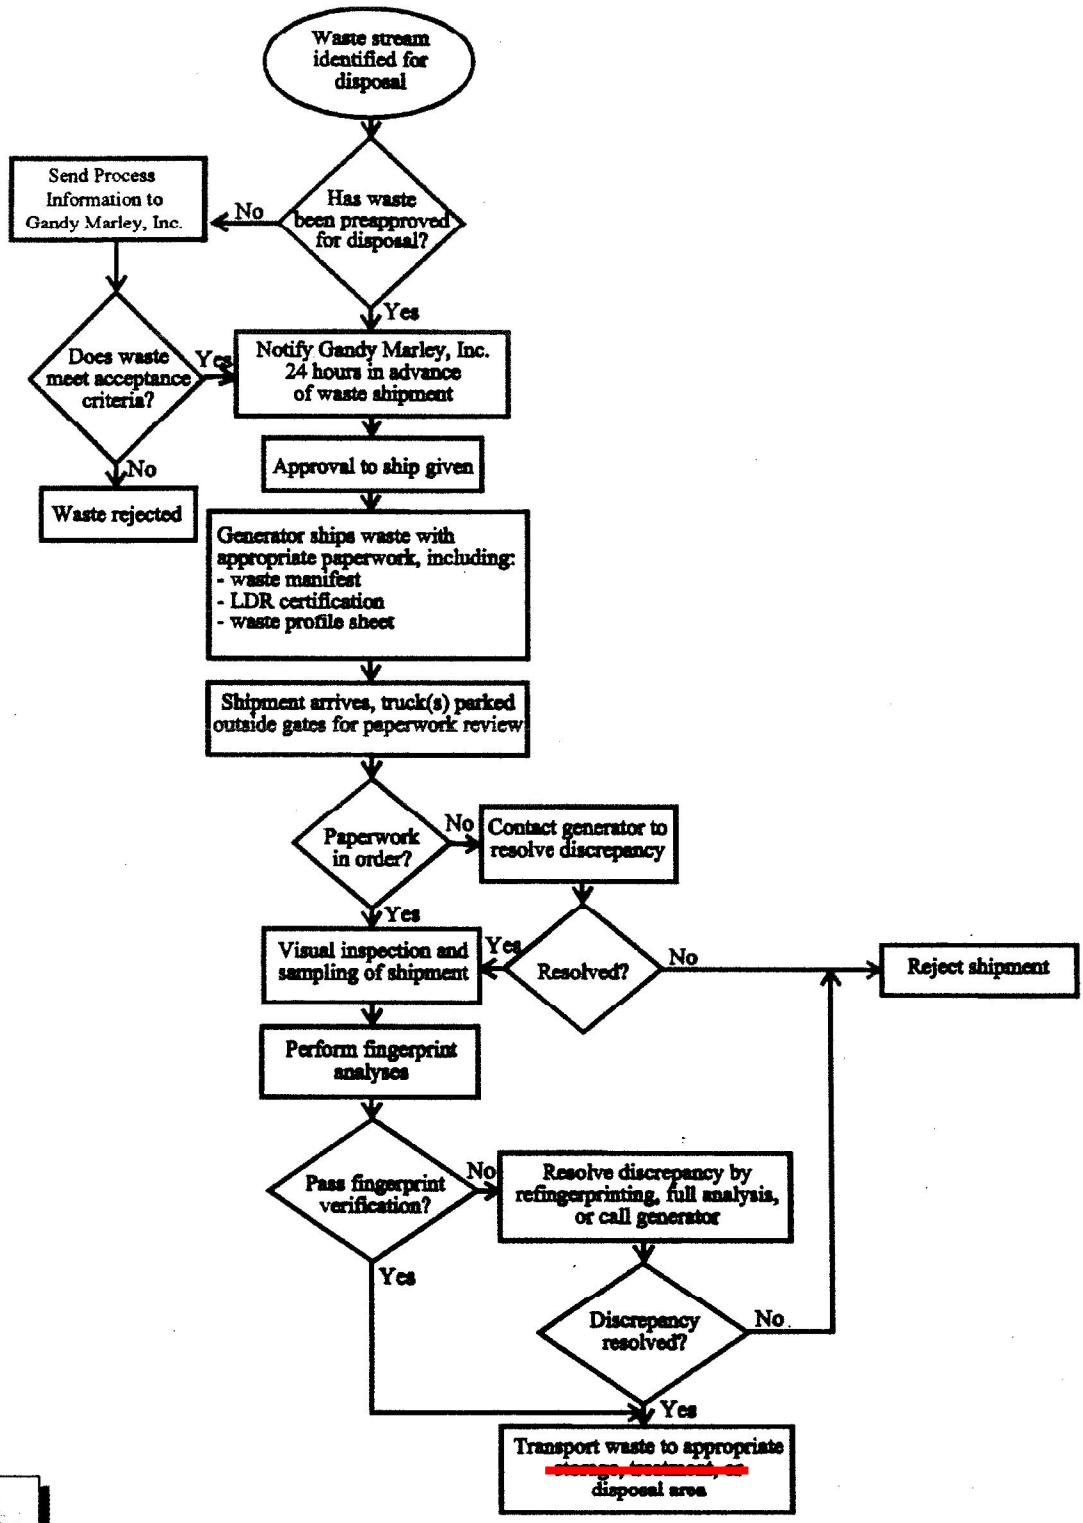 Waste stream
identified for
disposal
Has waste
been preapproved
for disposal?
No
Send Process
Information to
Gandy Marley, Inc.
Yes
Does waste
meet acceptance
criteria?
Yes
No
Waste rejected
Notify Gandy Marley, Inc.
24 hours in advance
of waste shipment
Approval to ship given
Generator ships waste with
appropriate paperwork, including:
- waste manifest
- LDR certification
- waste profile sheet
Shipment arrives, truck(s) parked
outside gates for paperwork review
Paperwork
in order?
No
Contact generator to
resolve discrepancy
Yes
Resolved?
Yes
No
Reject shipment
Visual inspection and
sampling of shipment
Perform fingerprint
analyses
Pass fingerprint
verification?
No
Resolve discrepancy by
refingerprinting, full analysis,
or call generator
Yes
Discrepancy
resolved?
No
Yes
Transport waste to appropriate
storage, treatment, or
disposal area